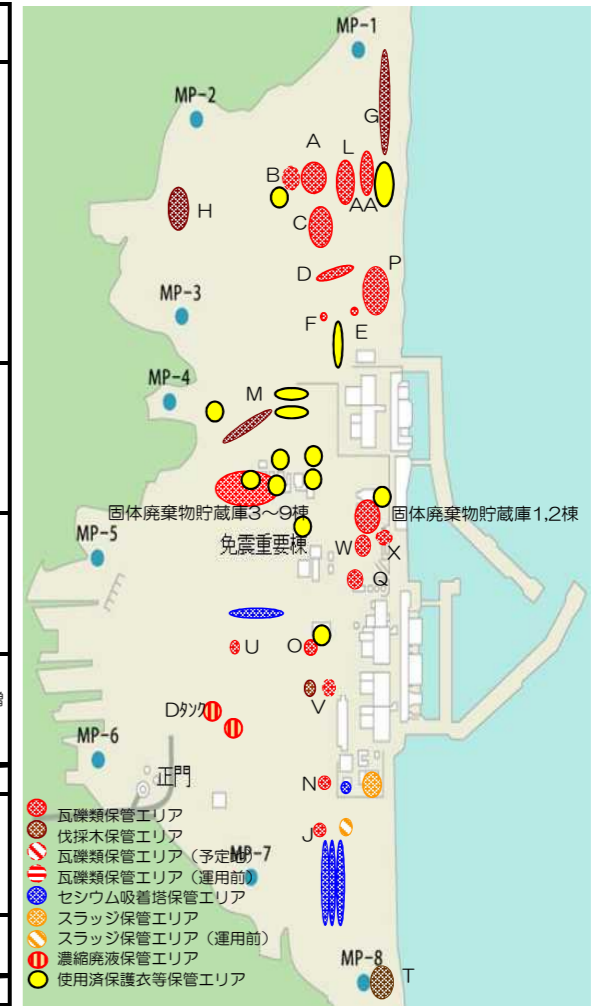 MP-1
MP-2
G
A
L
B
AA
H
C
D
P
MP-3
F
E
MP-4
M
固体廃棄物貯蔵庫3～9棟
固体廃棄物貯蔵庫1,2棟
免震重要棟
W
X
MP-5
Q
U
O
Dﾀﾝｸ
V
MP-6
正門
N
J
瓦礫類保管エリア
伐採木保管エリア
瓦礫類保管エリア（予定地）
瓦礫類保管エリア（運用前）
MP-7
セシウム吸着塔保管エリア
スラッジ保管エリア
スラッジ保管エリア（運用前）
濃縮廃液保管エリア
使用済保護衣等保管エリア
MP-8
T